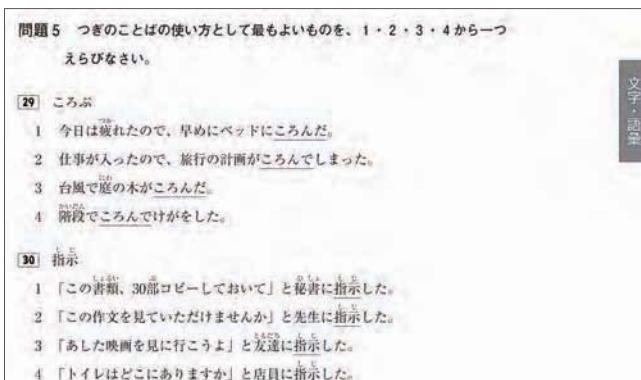 問題5 つぎのことばの使い方として最もよいものを、1・2・3・4から一つ
えらびなさい。
文字・語彙
29 ころぶ
1 今日は疲れたので、早めにベッドにころんだ。
2 仕事が入ったので、旅行の計画がころんでしまった。
3 台風で庭の木がころんだ。
4 階段でころんでけがをした。
30 指示
1 「この書類、30部コピーしておいて」と秘書に指示した。
2 「この作文を見ていただけませんか」と先生に指示した。
3 「あした映画を見に行こうよ」と友達に指示した。
4 「トイレはどこにありますか」と店員に指示した。